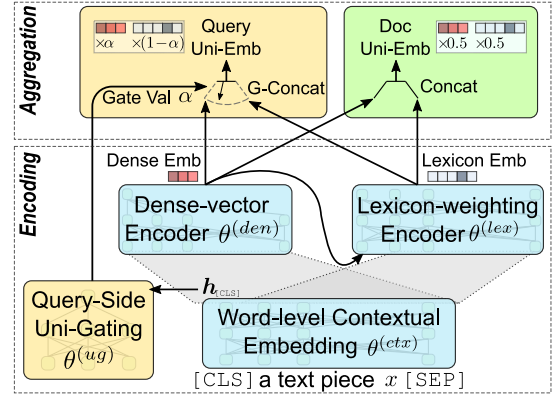 Aggregation
Query
Uni-Emb
×α
×(1−α)
Gate Val α
G-Concat
Doc
Uni-Emb
×0.5
×0.5
Concat
Encoding
Dense Emb
Lexicon Emb
Dense-vector
Encoder θ^(den)
Lexicon-weighting
Encoder θ^(lex)
h_[CLS]
Query-Side
Uni-Gating
θ^(ug)
Word-level Contextual
Embedding θ^(ctx)
[CLS] a text piece x [SEP]